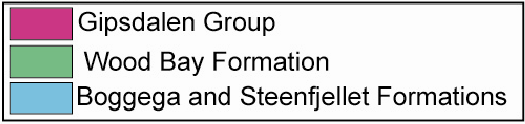 Gipsdalen Group
Wood Bay Formation
Boggega and Steenfjellet Formations